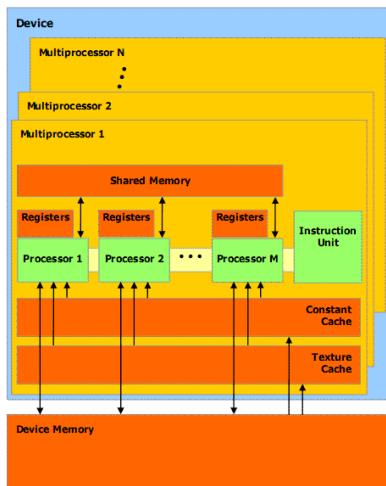 Device
Multiprocessor N
Multiprocessor 2
Multiprocessor 1
Shared Memory
Registers
Registers
Registers
Processor 1
Processor 2
Processor M
Instruction
Unit
Constant
Cache
Texture
Cache
Device Memory